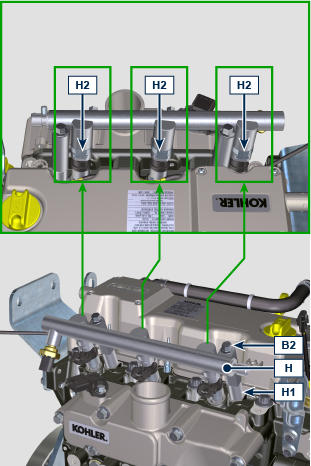 H2 H2 H2
KOHLER.
B2
H
H1
KOHLER.